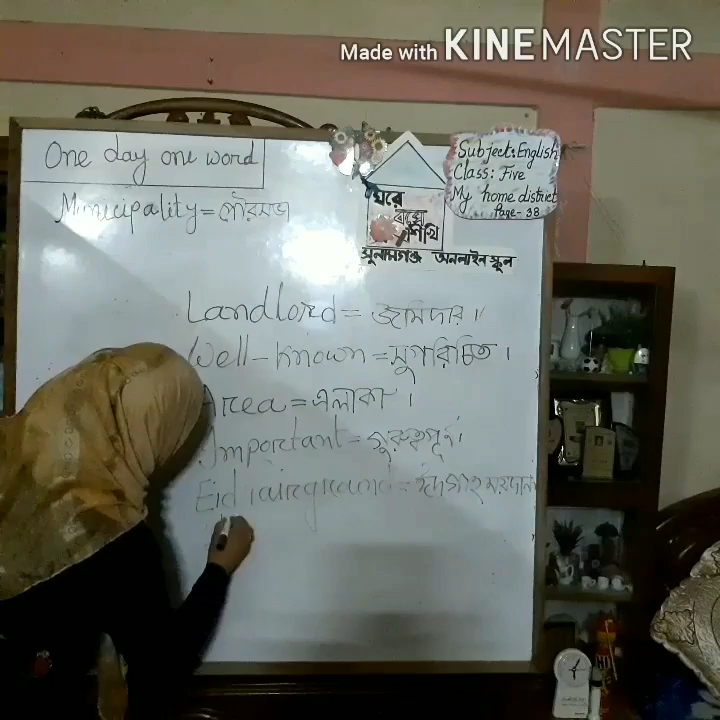 Made with KINEMASTER
One day one word
Municipality = পৌরসভা
ঘরে
বসে
শিখি
সুনামগঞ্জ অনলাইন স্কুল
Subject: English
Class: Five
My home district
Page - 38
Landlord = জমিদার।
Well-known = সুপরিচিত।
Area = এলাকা।
Important = গুরুত্বপূর্ণ।
Eid fairground = ঈদগাহ ময়দান